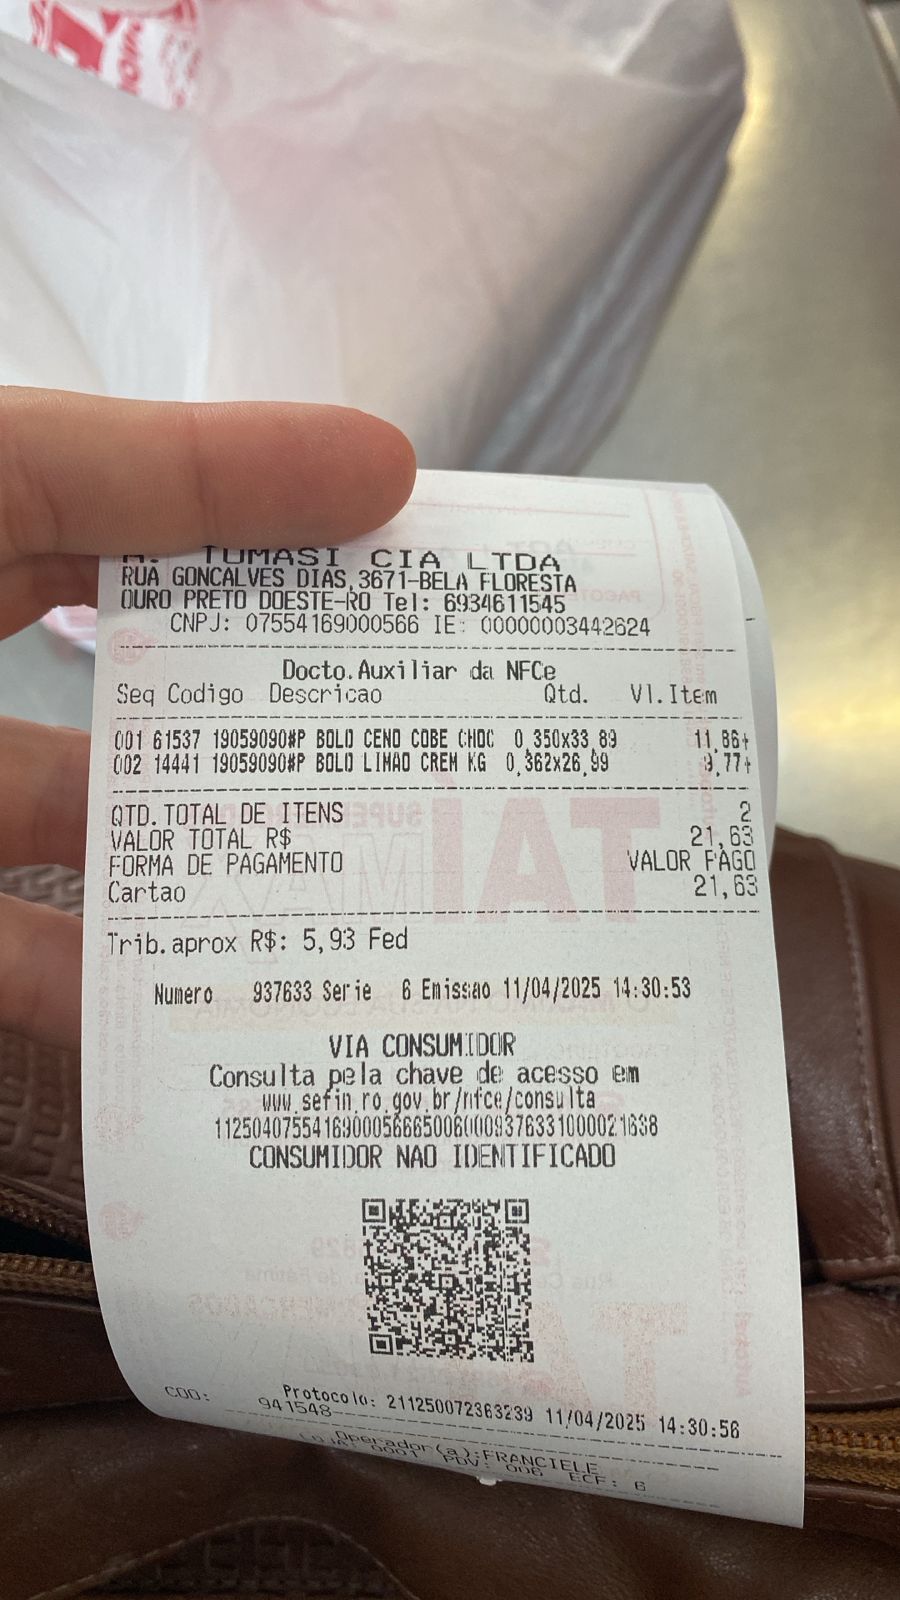 TOMASI CIA LTDA
RUA GONCALVES DIAS,3671-BELA FLORESTA
OURO PRETO DOESTE-RO Tel: 6934611545
CNPJ: 07554169000566 IE: 00000003442624
Docto.Auxiliar da NFCe
Seq Codigo Descricao Qtd. Vl.Item
001 61537 19059090#P BOLO CENO COBE CHOC 0,350x33,89 11,86+
002 14441 19059090#P BOLO LIMAO CREM KG 0,362x26,99 9,77+
QTD.TOTAL DE ITENS 2
VALOR TOTAL R$ 21,63
FORMA DE PAGAMENTO VALOR PAGO
Cartao 21,63
Trib.aprox R$: 5,93 Fed
Numero 937633 Serie 6 Emissao 11/04/2025 14:30:53
VIA CONSUMIDOR
Consulta pela chave de acesso em
www.sefin.ro.gov.br/nfce/consulta
11250407554169000566650060009376331000021638
CONSUMIDOR NAO IDENTIFICADO
Protocolo: 211250072363239 11/04/2025 14:30:56
COO: 941548
Operador(a):FRANCIELE
LOJA: 0001 PDV: 006 ECF: 6